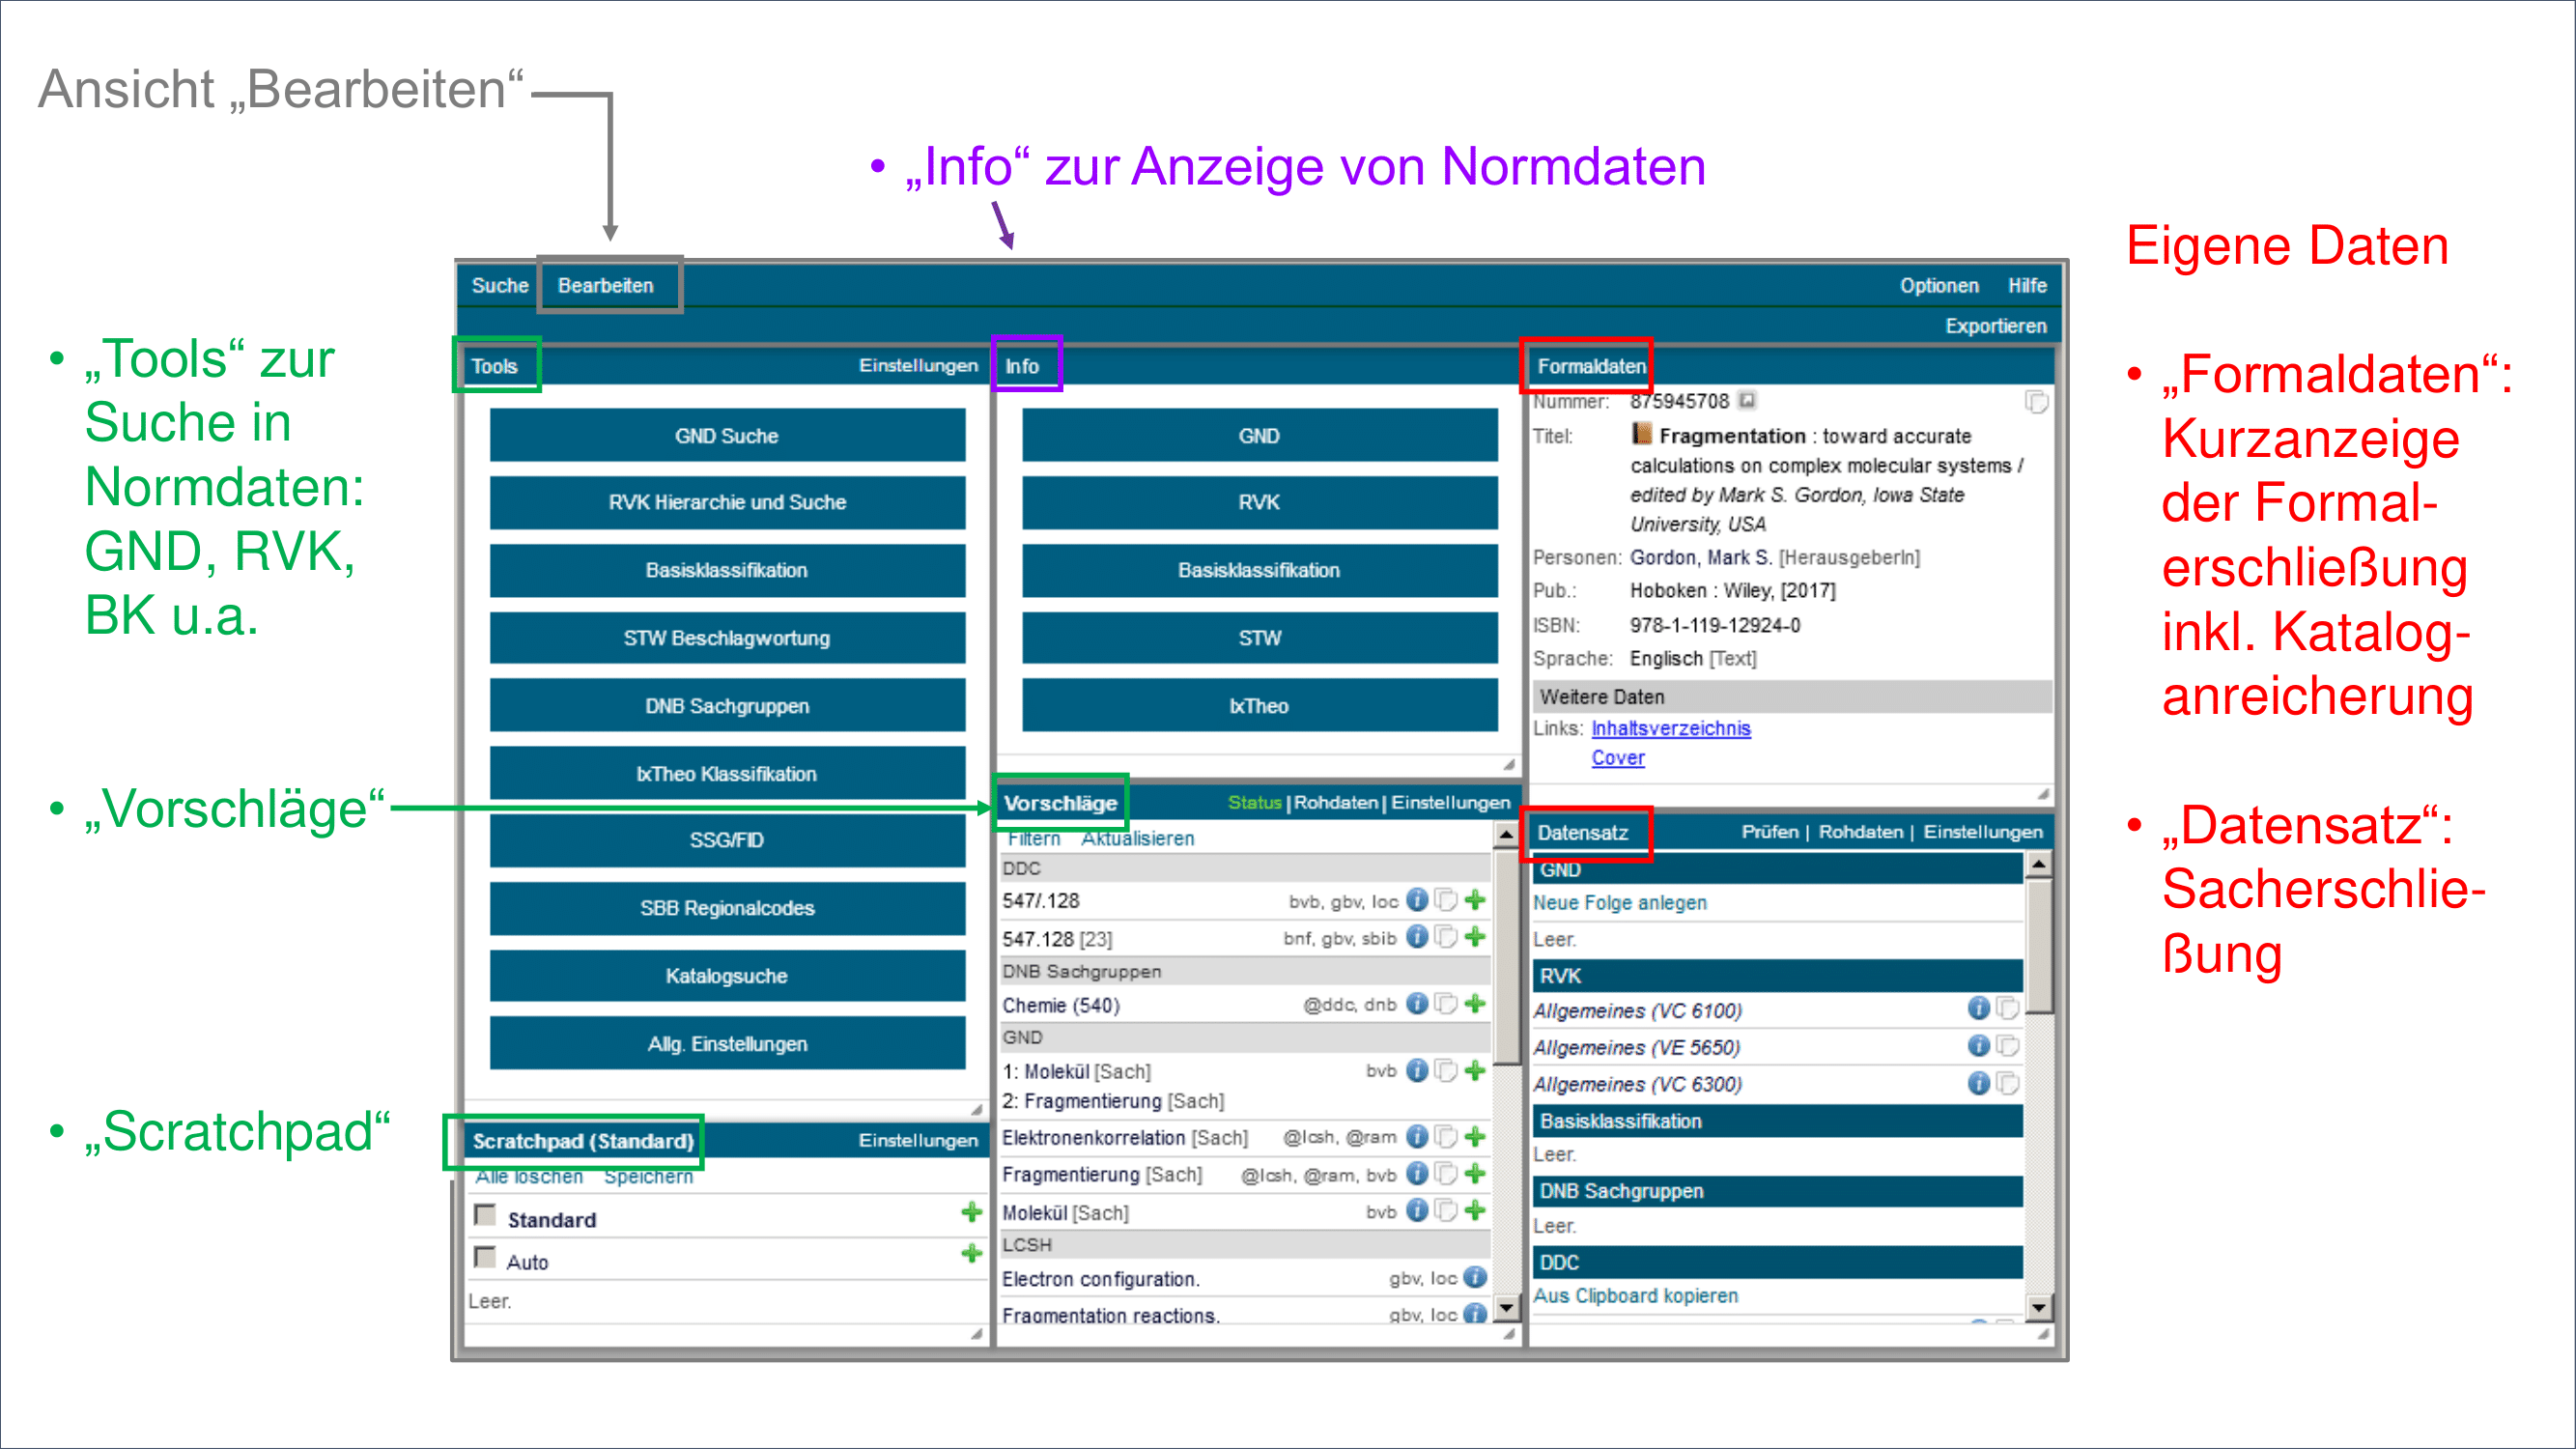 Ansicht „Bearbeiten“
• „Info“ zur Anzeige von Normdaten
• „Tools“ zur
Suche in
Normdaten:
GND, RVK,
BK u.a.
• „Vorschläge“
• „Scratchpad“
Suche Bearbeiten Optionen Hilfe
Exportieren
Tools Einstellungen
GND Suche
RVK Hierarchie und Suche
Basisklassifikation
STW Beschlagwortung
DNB Sachgruppen
IxTheo Klassifikation
SSG/FID
SBB Regionalcodes
Katalogsuche
Allg. Einstellungen
Scratchpad (Standard) Einstellungen
Alle löschen Speichern
Standard
Auto
Leer.
Info
GND
RVK
Basisklassifikation
STW
IxTheo
Vorschläge Status | Rohdaten | Einstellungen
Filtern Aktualisieren
DDC
547/.128 bvb, gbv, loc
547.128 [23] bnf, gbv, sbib
DNB Sachgruppen
Chemie (540) @ddc, dnb
GND
1: Molekül [Sach] bvb
2: Fragmentierung [Sach]
Elektronenkorrelation [Sach] @lcsh, @ram
Fragmentierung [Sach] @lcsh, @ram, bvb
Molekül [Sach] bvb
LCSH
Electron configuration. gbv, loc
Fragmentation reactions. gbv, loc
Formaldaten
Nummer: 875945708
Titel: Fragmentation : toward accurate
calculations on complex molecular systems /
edited by Mark S. Gordon, Iowa State
University, USA
Personen: Gordon, Mark S. [HerausgeberIn]
Pub.: Hoboken : Wiley, [2017]
ISBN: 978-1-119-12924-0
Sprache: Englisch [Text]
Weitere Daten
Links: Inhaltsverzeichnis
Cover
Datensatz Prüfen | Rohdaten | Einstellungen
GND
Neue Folge anlegen
Leer.
RVK
Allgemeines (VC 6100)
Allgemeines (VE 5650)
Allgemeines (VC 6300)
Basisklassifikation
Leer.
DNB Sachgruppen
Leer.
DDC
Aus Clipboard kopieren
Eigene Daten
• „Formaldaten“:
Kurzanzeige
der Formal-
erschließung
inkl. Katalog-
anreicherung
• „Datensatz“:
Sacherschlie-
ßung